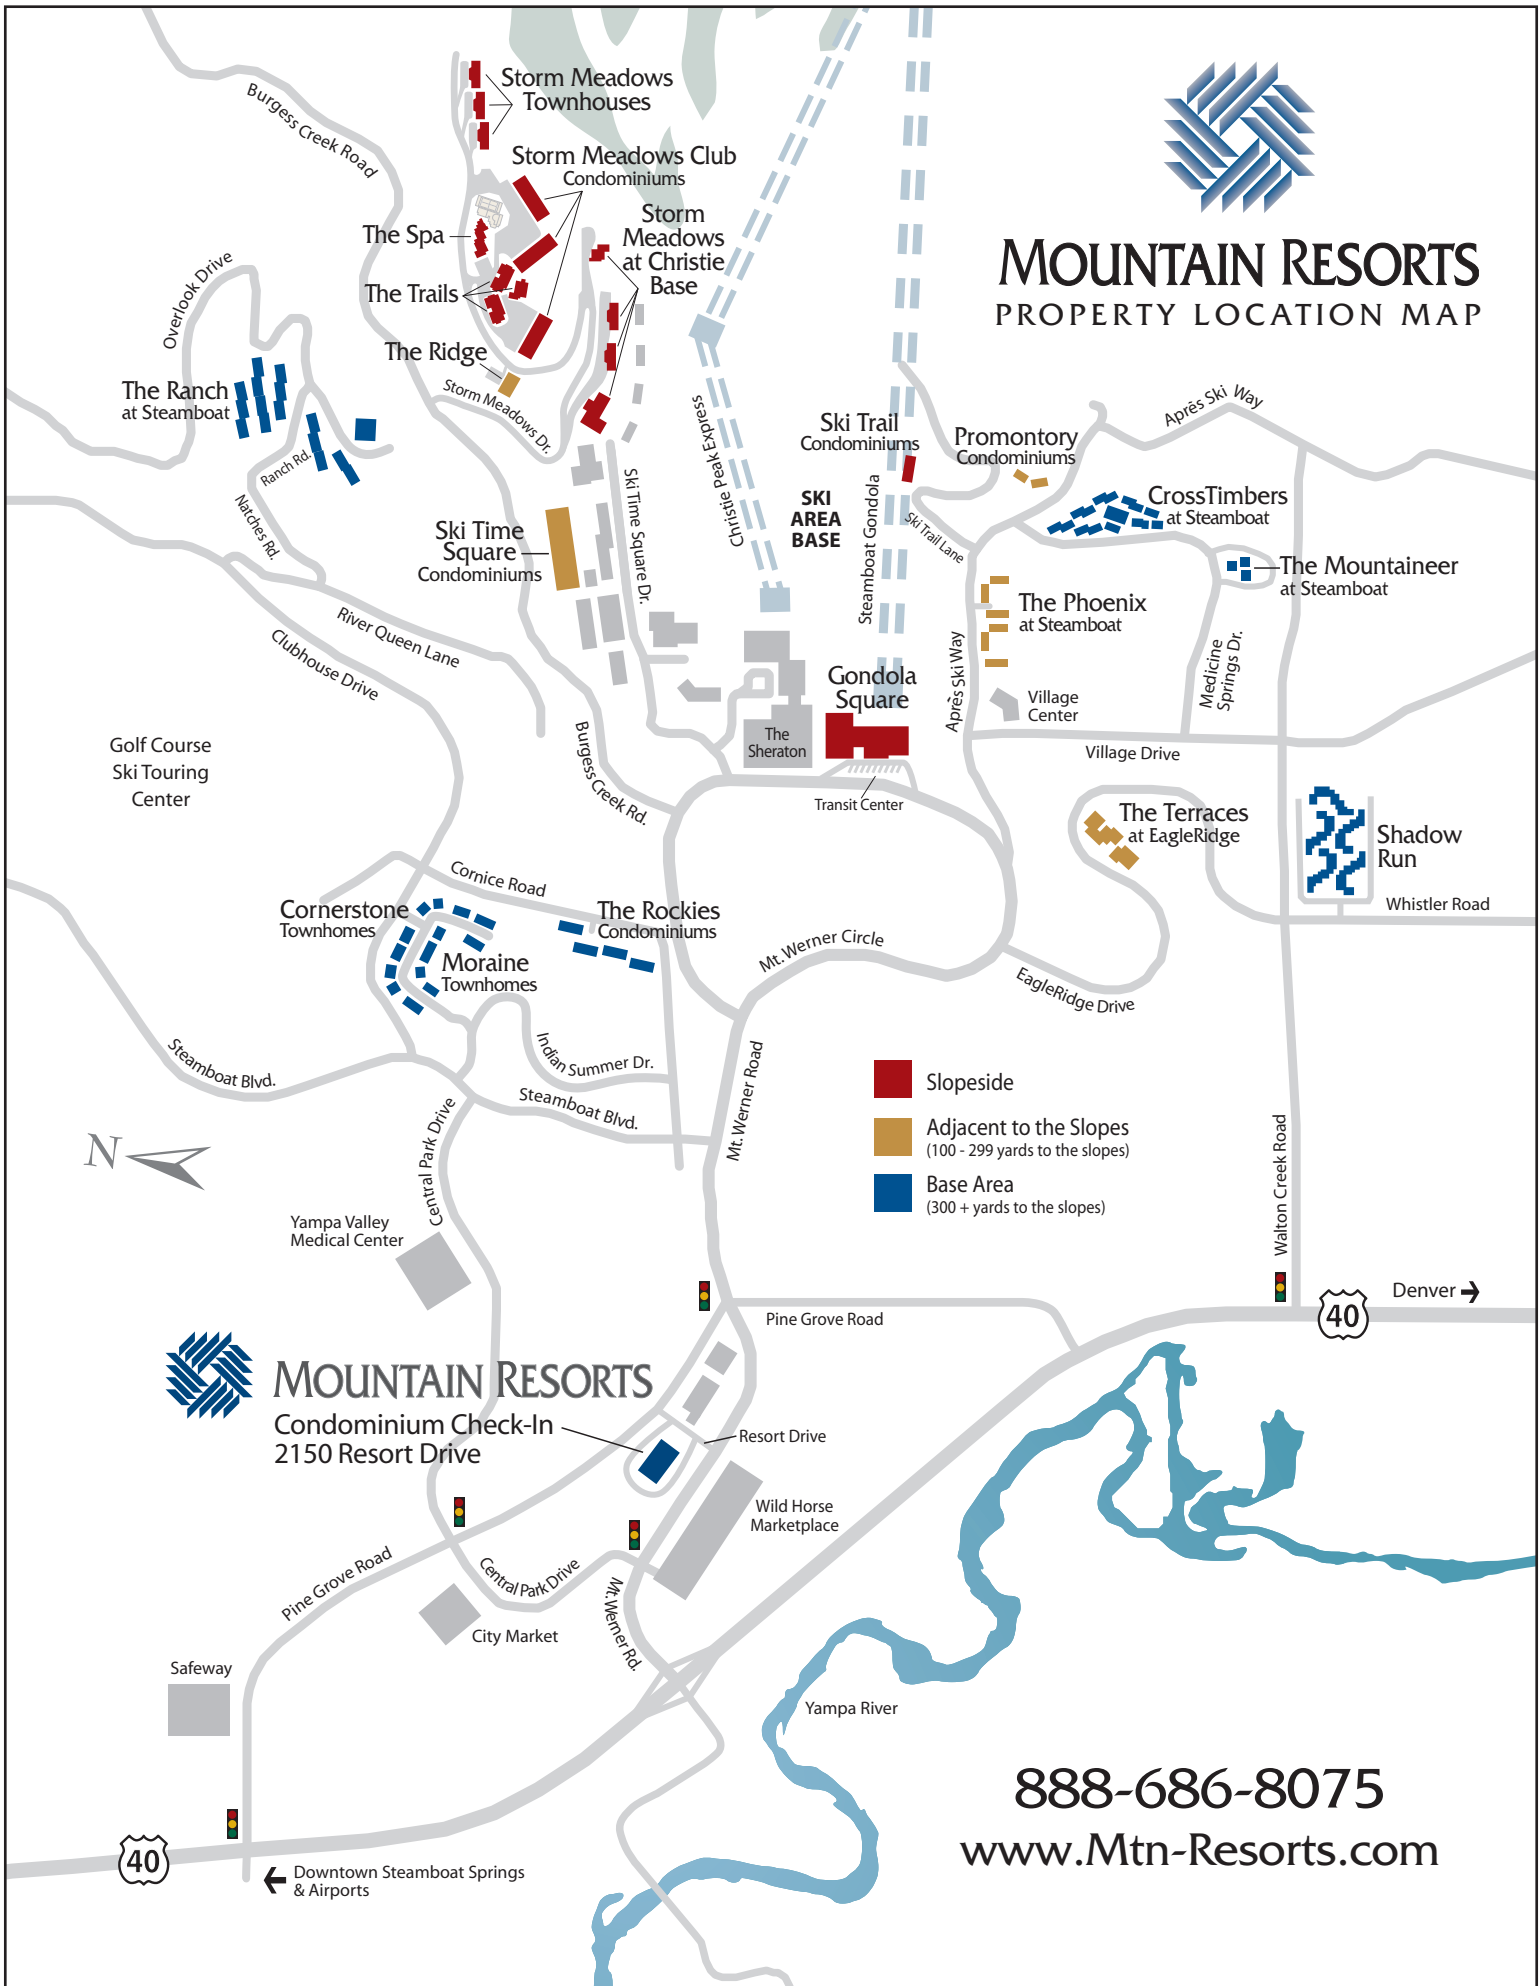 Burgess Creek Road
Storm Meadows
Townhouses
Storm Meadows Club
Condominiums
The Spa
Storm
Meadows
at Christie
Base
The Trails
The Ridge
Storm Meadows Dr.
MOUNTAIN RESORTS
PROPERTY LOCATION MAP
Overlook Drive
The Ranch
at Steamboat
Ranch Rd.
Natches Rd.
Christie Peak Express
Ski Trail
Condominiums
SKI
AREA
BASE
Steamboat Gondola
Ski Trail Lane
Promontory
Condominiums
Après Ski Way
CrossTimbers
at Steamboat
The Mountaineer
at Steamboat
Ski Time
Square
Condominiums
Ski Time Square Dr.
The Phoenix
at Steamboat
Après Ski Way
Medicine
Springs Dr.
Village
Center
Village Drive
River Queen Lane
Clubhouse Drive
Golf Course
Ski Touring
Center
Burgess Creek Rd.
Gondola
Square
The
Sheraton
Transit Center
The Terraces
at EagleRidge
Shadow
Run
Whistler Road
Cornice Road
Cornerstone
Townhomes
The Rockies
Condominiums
Moraine
Townhomes
Mt. Werner Circle
EagleRidge Drive
Steamboat Blvd.
Indian Summer Dr.
Steamboat Blvd.
Mt. Werner Road
Central Park Drive
N
Slopeside
Adjacent to the Slopes
(100 - 299 yards to the slopes)
Base Area
(300 + yards to the slopes)
Walton Creek Road
Yampa Valley
Medical Center
Denver
40
Pine Grove Road
MOUNTAIN RESORTS
Condominium Check-In
2150 Resort Drive
Resort Drive
Wild Horse
Marketplace
Pine Grove Road
Central Park Drive
Mt. Werner Rd.
City Market
Safeway
Yampa River
888-686-8075
www.Mtn-Resorts.com
40
Downtown Steamboat Springs
& Airports